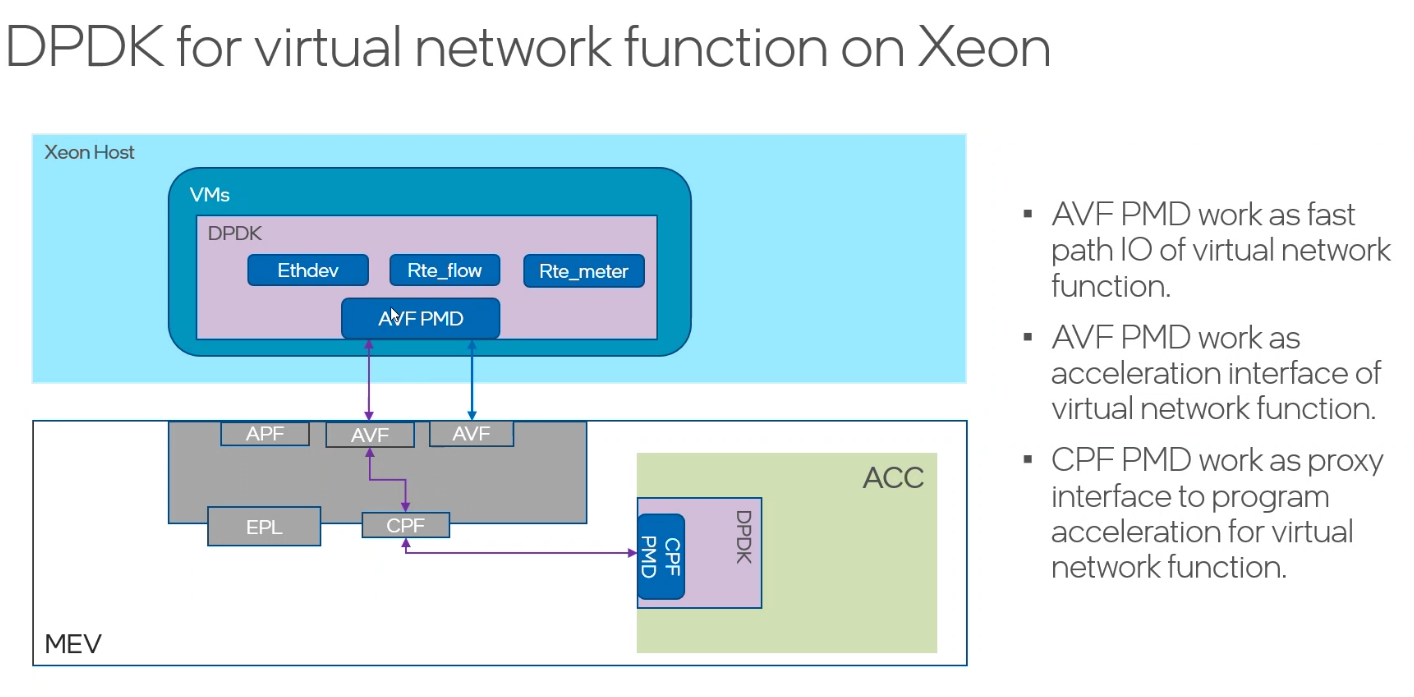 DPDK for virtual network function on Xeon
Xeon Host
VMs
DPDK
Ethdev
Rte_flow
Rte_meter
AVF PMD
APF
AVF
AVF
EPL
CPF
ACC
DPDK
CPF
PMD
MEV
▪ AVF PMD work as fast
path IO of virtual network
function.
▪ AVF PMD work as
acceleration interface of
virtual network function.
▪ CPF PMD work as proxy
interface to program
acceleration for virtual
network function.